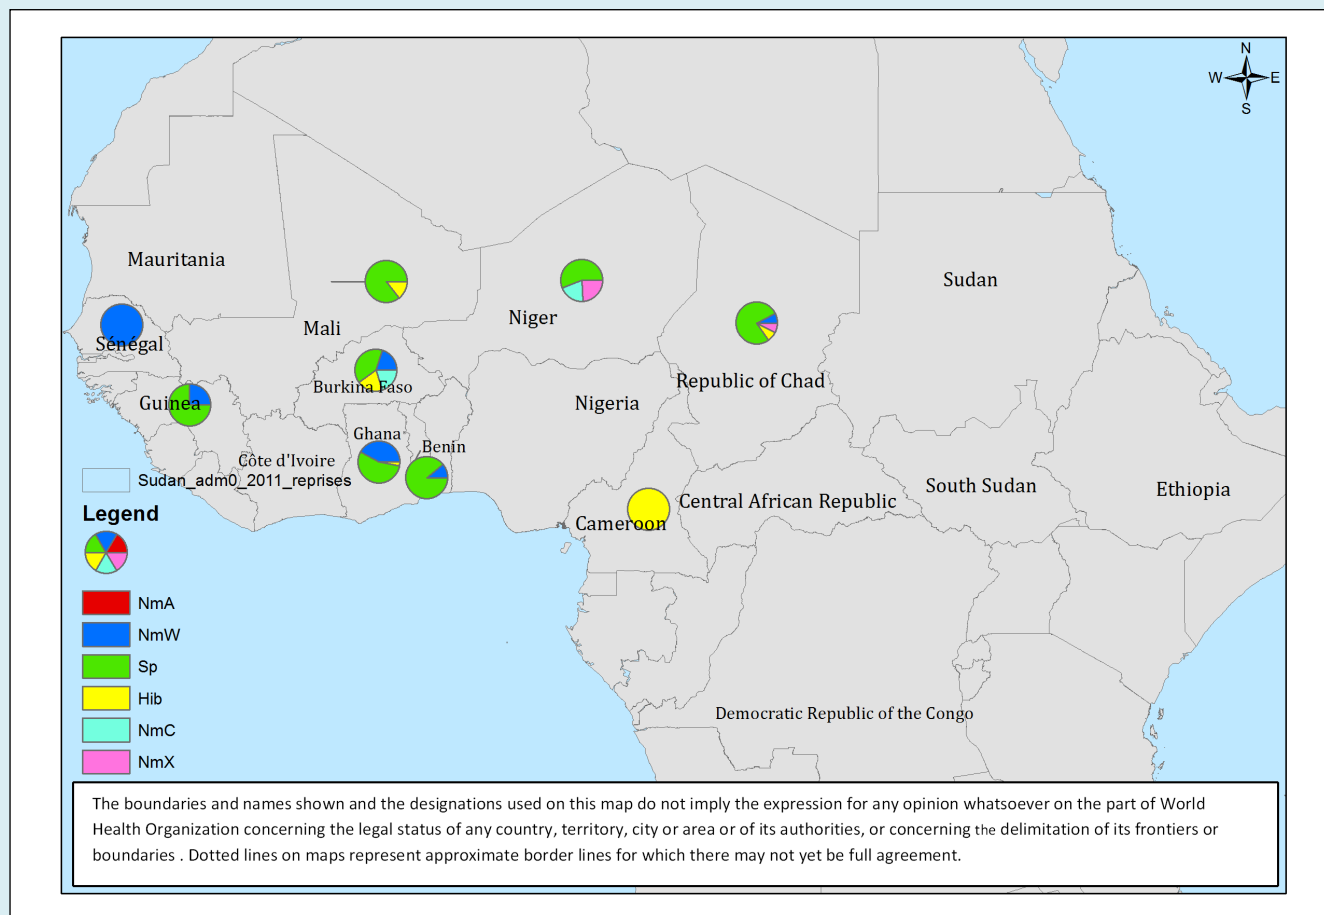 N
W E
S
Mauritania
Sudan
Niger
Mali
Sénégal
Republic of Chad
Burkina Faso
Guinea
Nigeria
Ghana
Benin
Côte d'Ivoire
Sudan_adm0_2011_reprises
South Sudan
Ethiopia
Central African Republic
Cameroon
Legend
NmA
NmW
Sp
Hib
NmC
NmX
Democratic Republic of the Congo
The boundaries and names shown and the designations used on this map do not imply the expression for any opinion whatsoever on the part of World
Health Organization concerning the legal status of any country, territory, city or area or of its authorities, or concerning the delimitation of its frontiers or
boundaries . Dotted lines on maps represent approximate border lines for which there may not yet be full agreement.